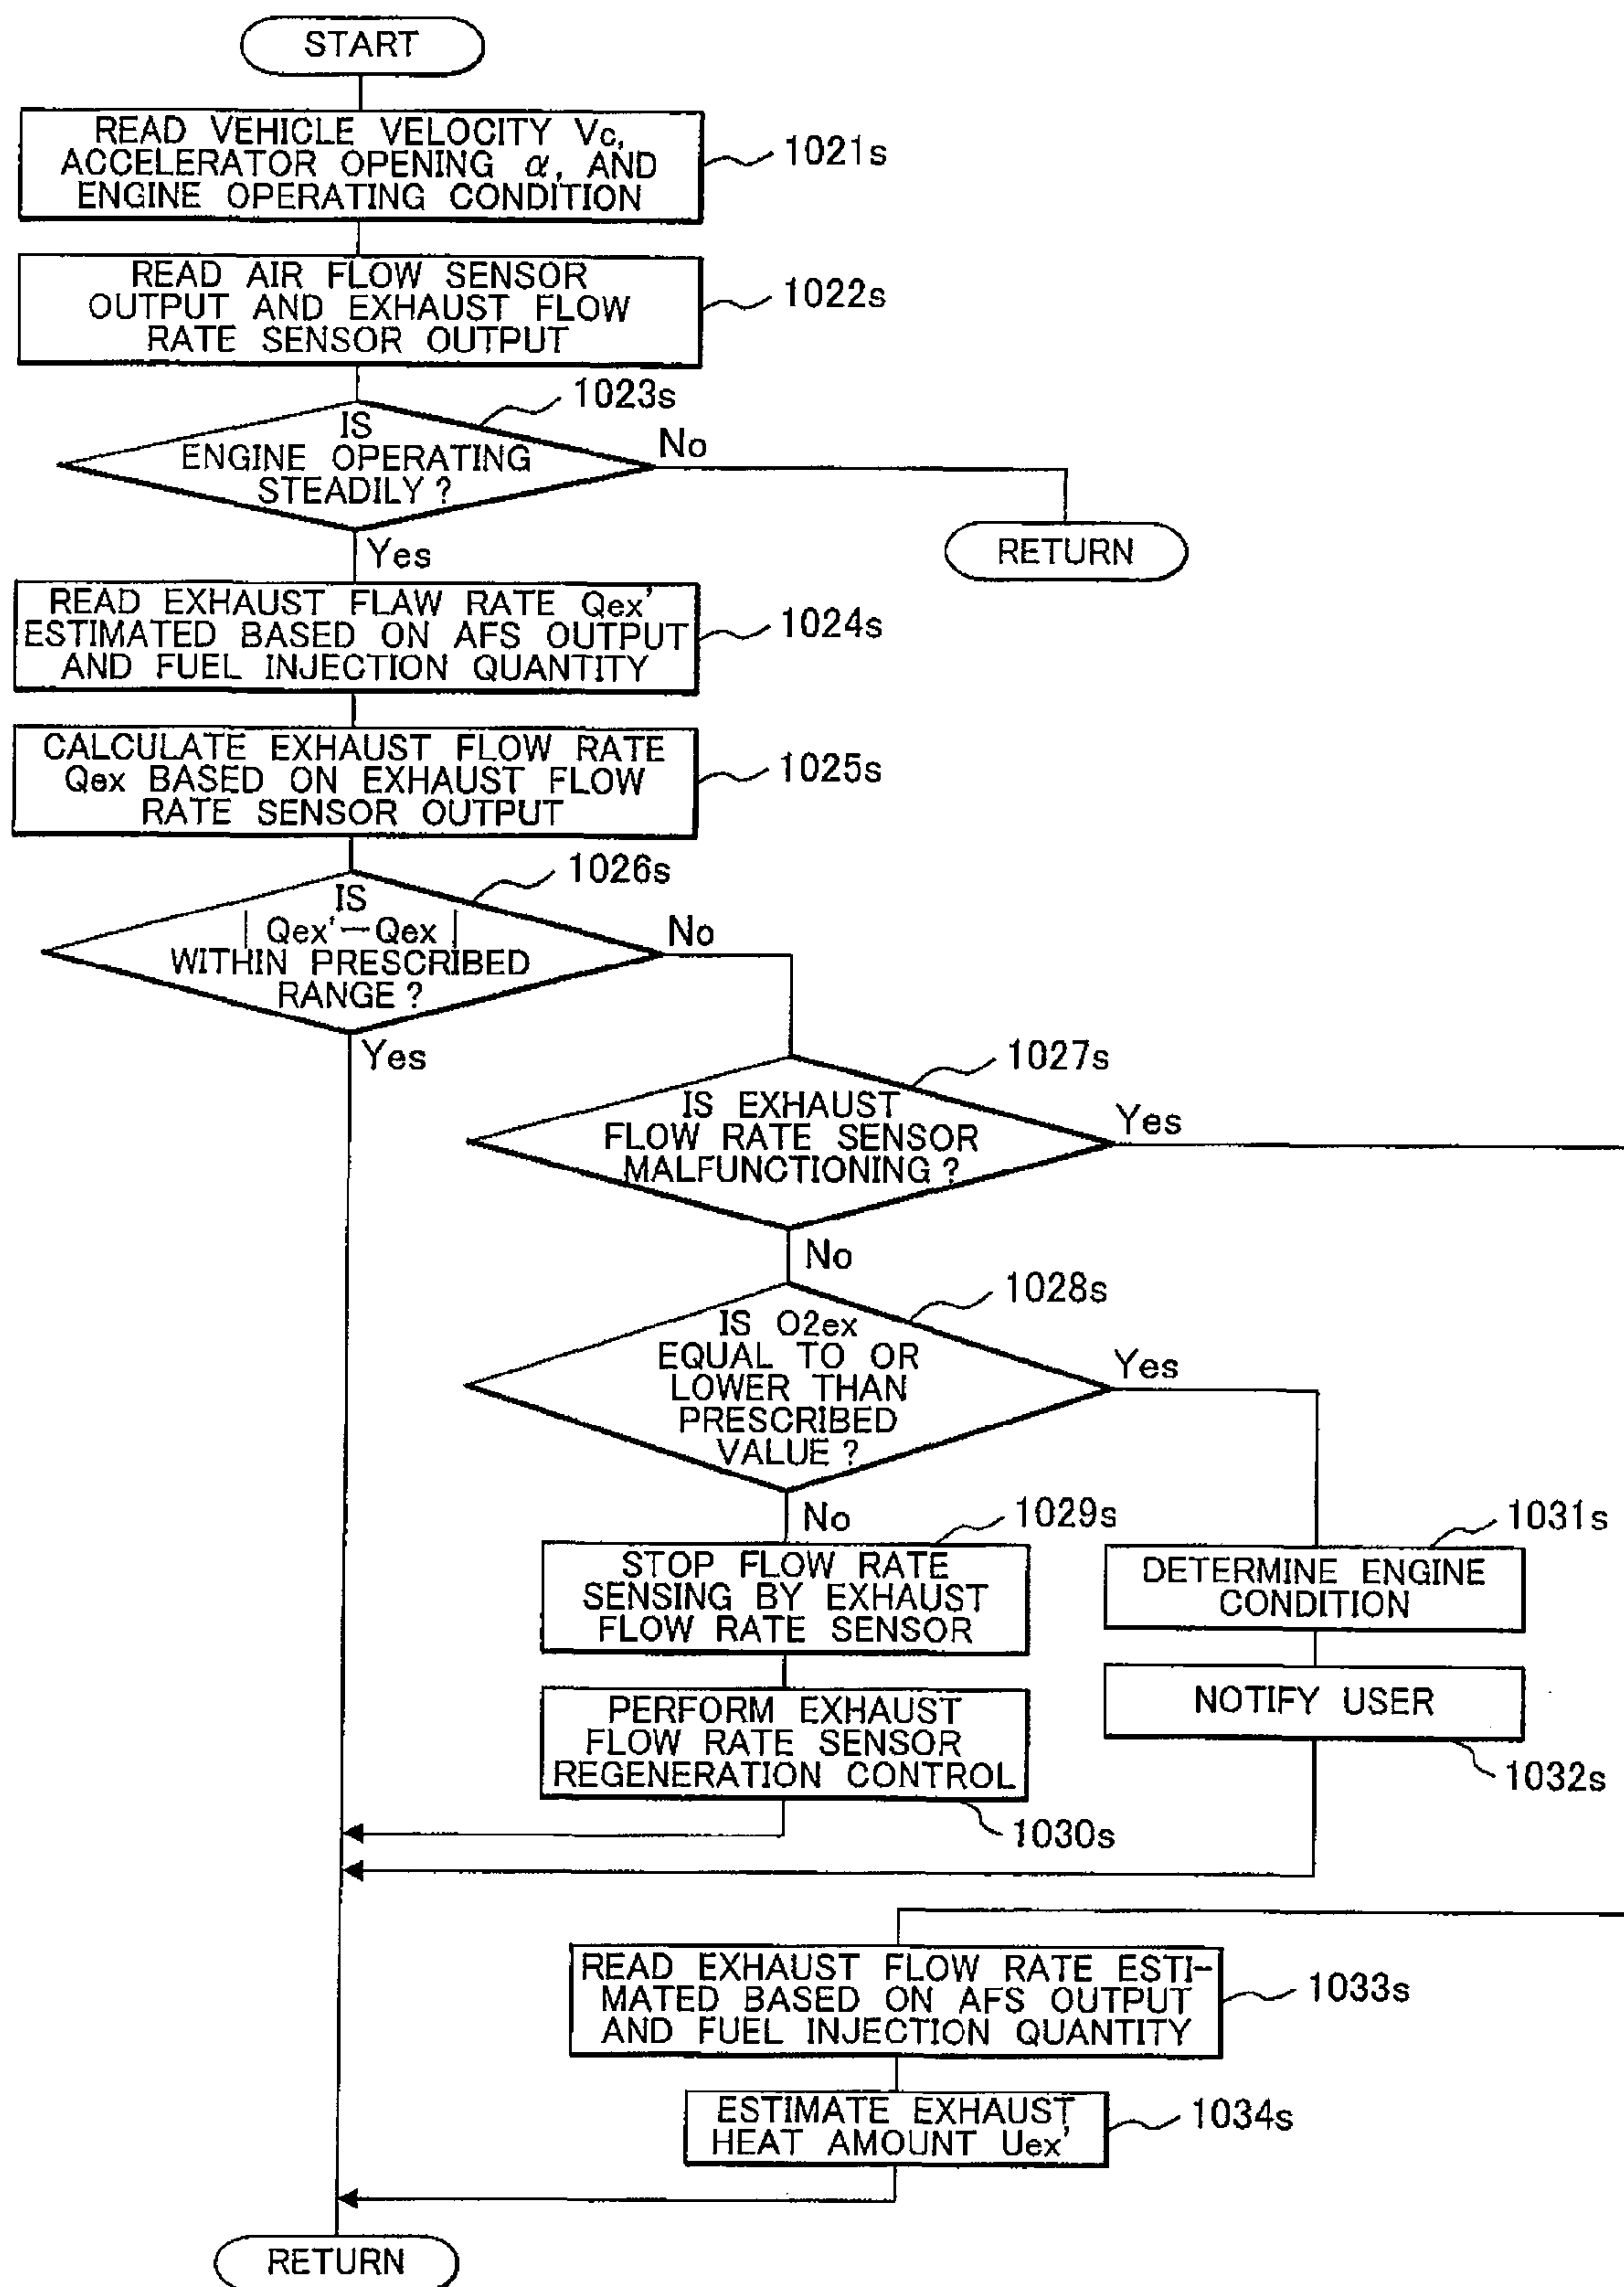 START
READ VEHICLE VELOCITY Vc,
ACCELERATOR OPENING α, AND
ENGINE OPERATING CONDITION
1021s
READ AIR FLOW SENSOR
OUTPUT AND EXHAUST FLOW
RATE SENSOR OUTPUT
1022s
1023s
IS
ENGINE OPERATING
STEADILY?
No
Yes
RETURN
READ EXHAUST FLAW RATE Qex'
ESTIMATED BASED ON AFS OUTPUT
AND FUEL INJECTION QUANTITY
1024s
CALCULATE EXHAUST FLOW RATE
Qex BASED ON EXHAUST FLOW
RATE SENSOR OUTPUT
1025s
1026s
IS
| Qex'-Qex |
WITHIN PRESCRIBED
RANGE?
No
Yes
1027s
IS EXHAUST
FLOW RATE SENSOR
MALFUNCTIONING?
Yes
No
1028s
IS O2ex
EQUAL TO OR
LOWER THAN
PRESCRIBED
VALUE?
Yes
No
1029s
STOP FLOW RATE
SENSING BY EXHAUST
FLOW RATE SENSOR
1031s
DETERMINE ENGINE
CONDITION
PERFORM EXHAUST
FLOW RATE SENSOR
REGENERATION CONTROL
1030s
NOTIFY USER
1032s
READ EXHAUST FLOW RATE ESTI-
MATED BASED ON AFS OUTPUT
AND FUEL INJECTION QUANTITY
1033s
ESTIMATE EXHAUST
HEAT AMOUNT Uex'
1034s
RETURN